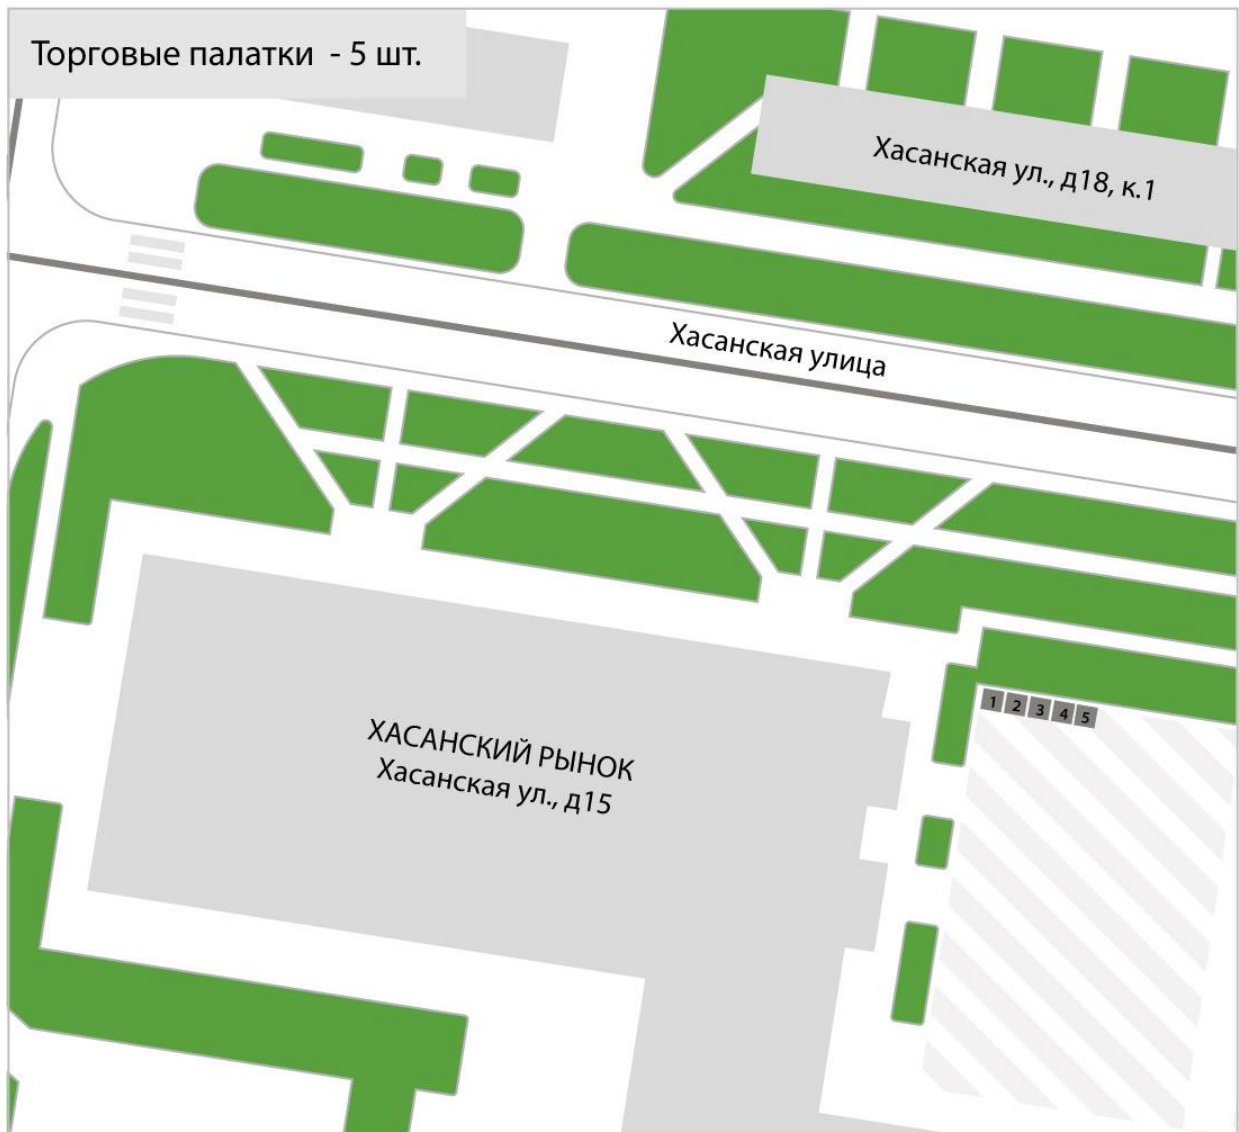 Торговые палатки - 5 шт.
Хасанская ул., д18, к.1
Хасанская улица
1 2 3 4 5
ХАСАНСКИЙ РЫНОК
Хасанская ул., д15